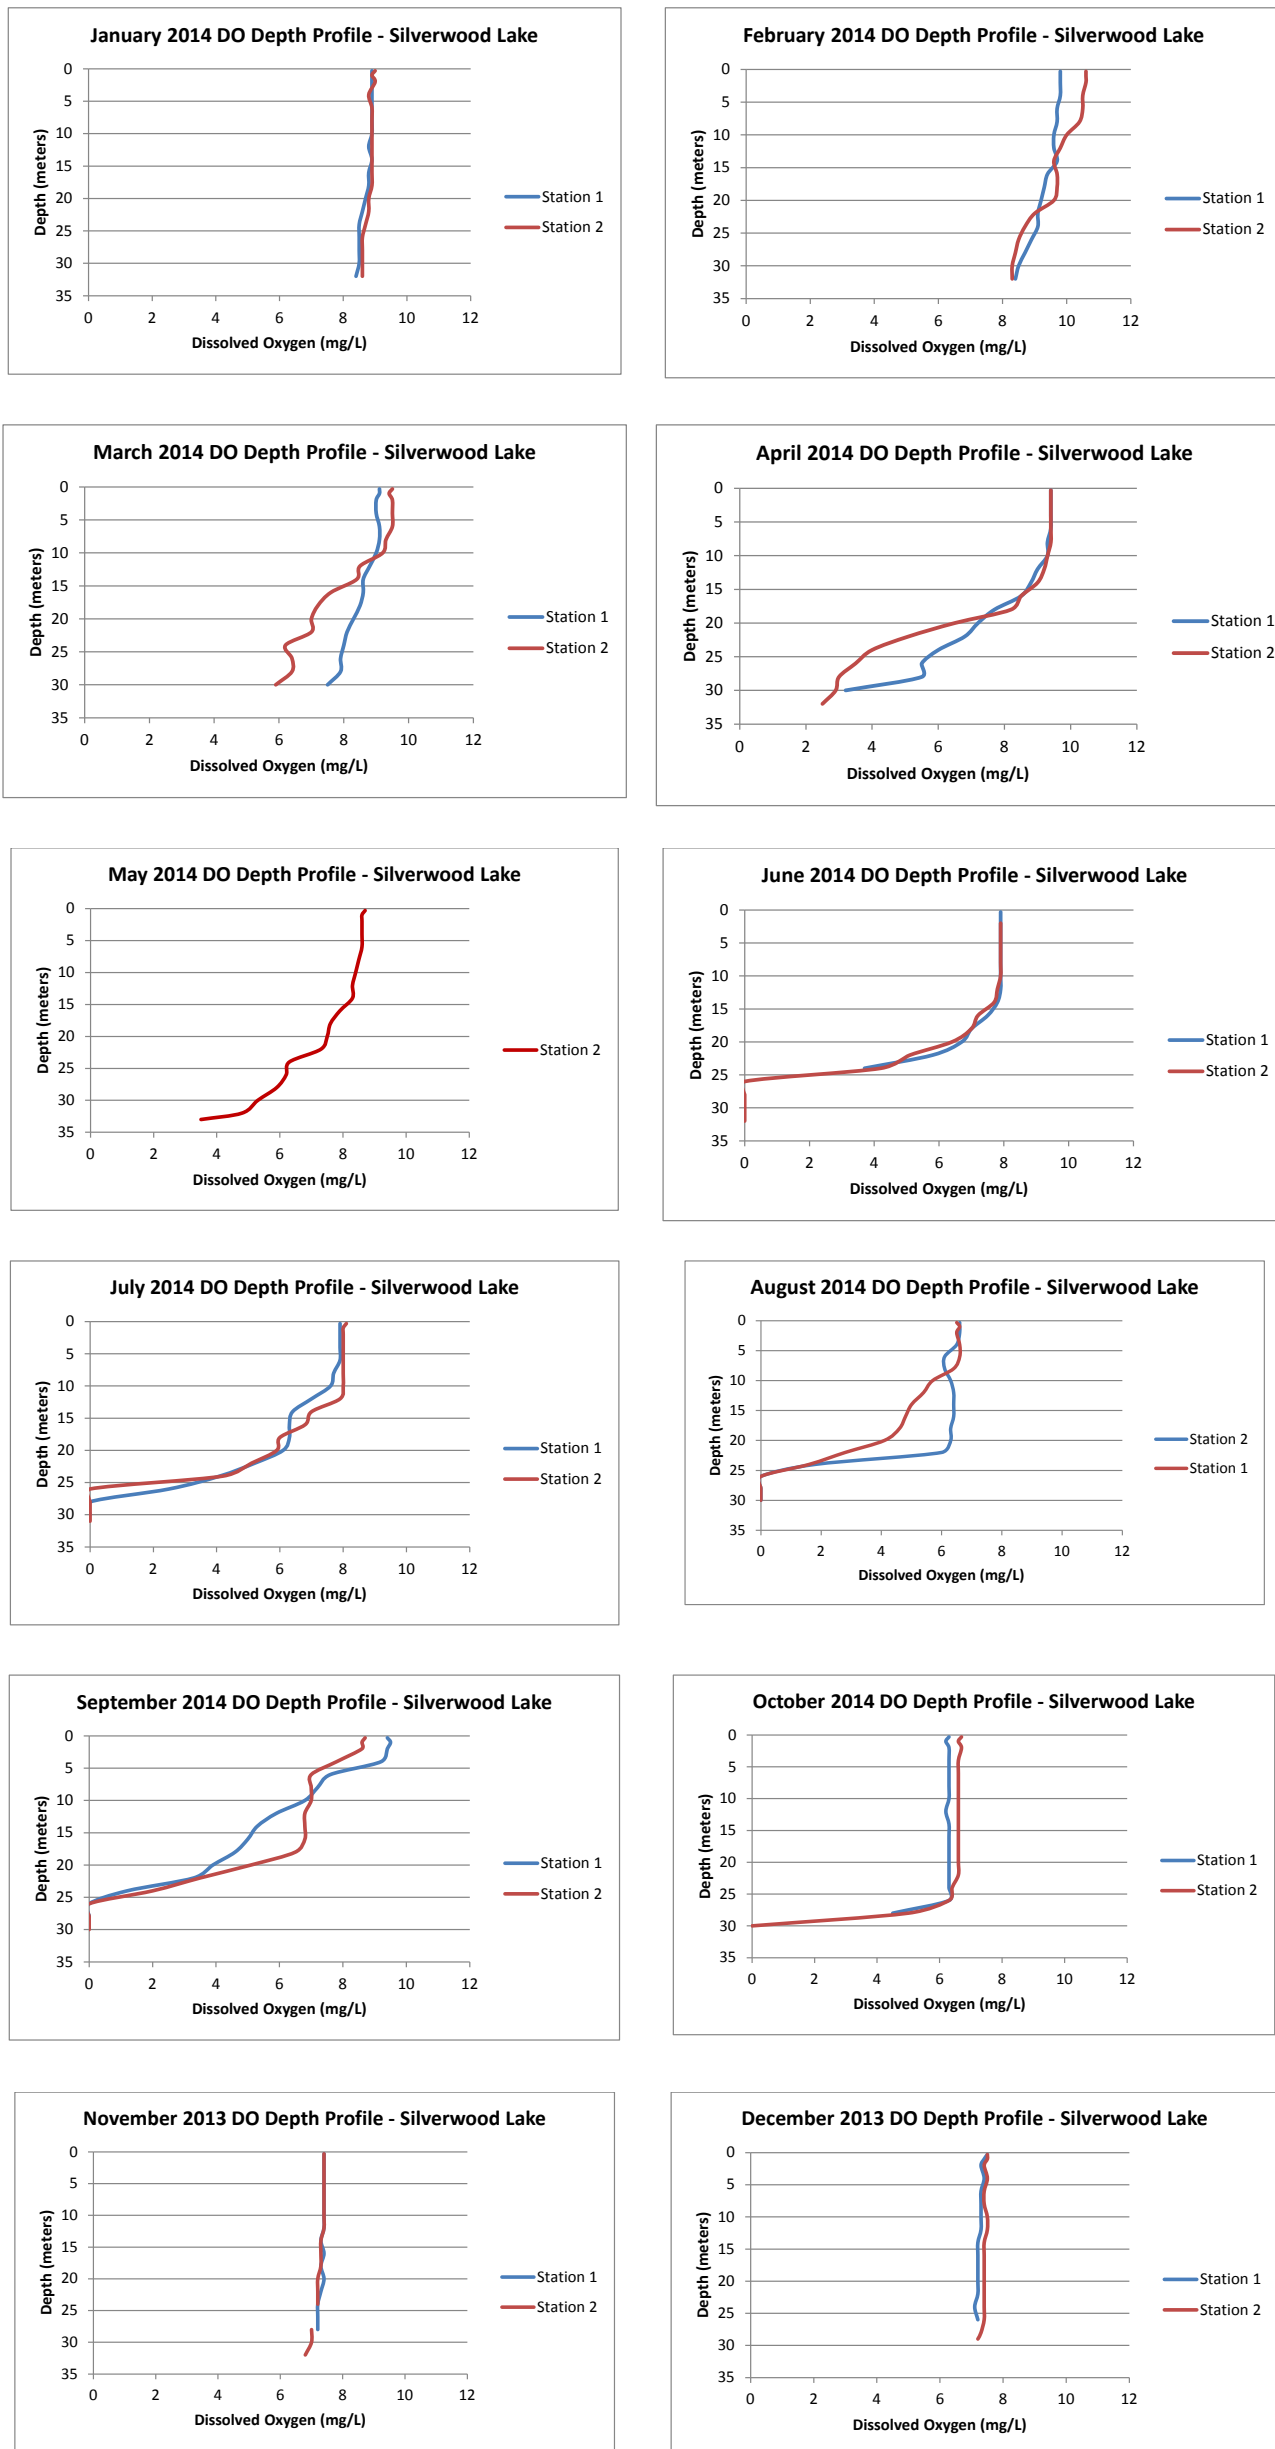 January 2014 DO Depth Profile - Silverwood Lake
0
5
10
15
20
25
30
35
Depth (meters)
0 2 4 6 8 10 12
Dissolved Oxygen (mg/L)
Station 1
Station 2
February 2014 DO Depth Profile - Silverwood Lake
0
5
10
15
20
25
30
35
Depth (meters)
0 2 4 6 8 10 12
Dissolved Oxygen (mg/L)
Station 1
Station 2
March 2014 DO Depth Profile - Silverwood Lake
0
5
10
15
20
25
30
35
Depth (meters)
0 2 4 6 8 10 12
Dissolved Oxygen (mg/L)
Station 1
Station 2
April 2014 DO Depth Profile - Silverwood Lake
0
5
10
15
20
25
30
35
Depth (meters)
0 2 4 6 8 10 12
Dissolved Oxygen (mg/L)
Station 1
Station 2
May 2014 DO Depth Profile - Silverwood Lake
0
5
10
15
20
25
30
35
Depth (meters)
0 2 4 6 8 10 12
Dissolved Oxygen (mg/L)
Station 2
June 2014 DO Depth Profile - Silverwood Lake
0
5
10
15
20
25
30
35
Depth (meters)
0 2 4 6 8 10 12
Dissolved Oxygen (mg/L)
Station 1
Station 2
July 2014 DO Depth Profile - Silverwood Lake
0
5
10
15
20
25
30
35
Depth (meters)
0 2 4 6 8 10 12
Dissolved Oxygen (mg/L)
Station 1
Station 2
August 2014 DO Depth Profile - Silverwood Lake
0
5
10
15
20
25
30
35
Depth (meters)
0 2 4 6 8 10 12
Dissolved Oxygen (mg/L)
Station 2
Station 1
September 2014 DO Depth Profile - Silverwood Lake
0
5
10
15
20
25
30
35
Depth (meters)
0 2 4 6 8 10 12
Dissolved Oxygen (mg/L)
Station 1
Station 2
October 2014 DO Depth Profile - Silverwood Lake
0
5
10
15
20
25
30
35
Depth (meters)
0 2 4 6 8 10 12
Dissolved Oxygen (mg/L)
Station 1
Station 2
November 2013 DO Depth Profile - Silverwood Lake
0
5
10
15
20
25
30
35
Depth (meters)
0 2 4 6 8 10 12
Dissolved Oxygen (mg/L)
Station 1
Station 2
December 2013 DO Depth Profile - Silverwood Lake
0
5
10
15
20
25
30
35
Depth (meters)
0 2 4 6 8 10 12
Dissolved Oxygen (mg/L)
Station 1
Station 2